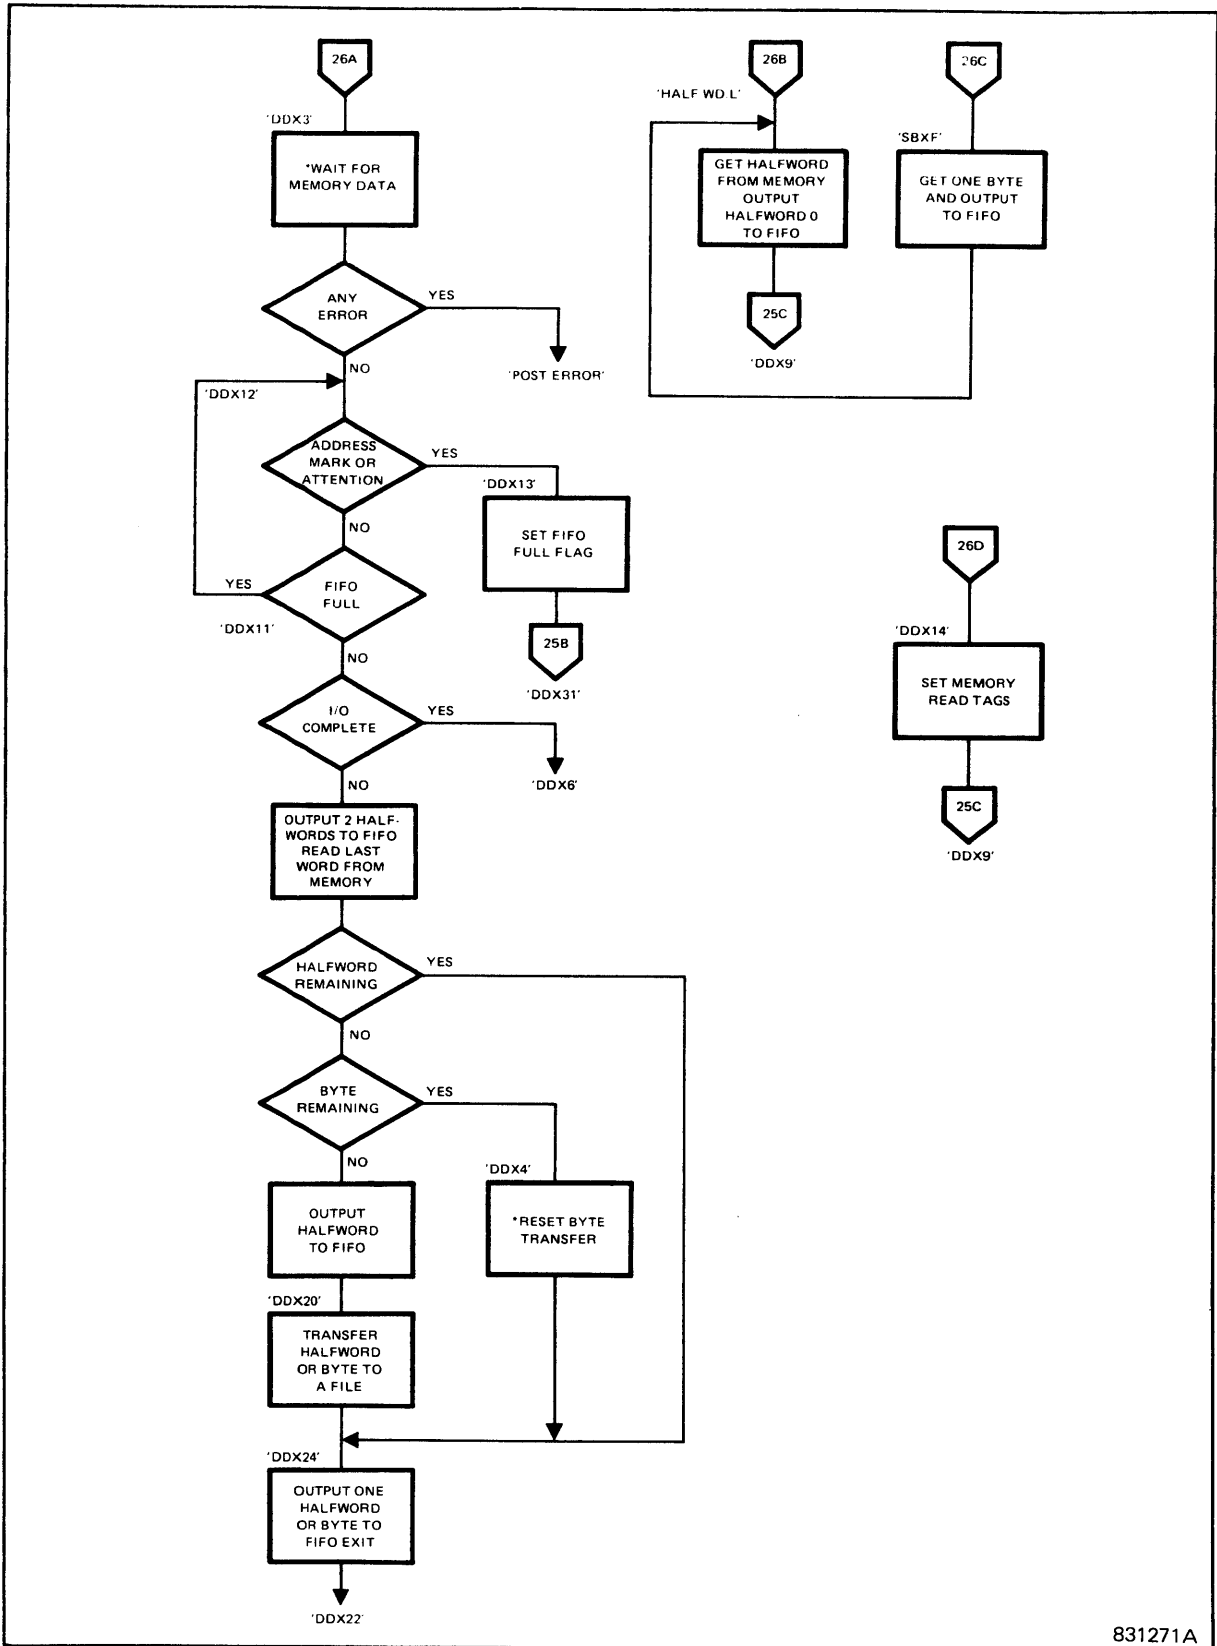 26A
'DDX3'
*WAIT FOR
MEMORY DATA
ANY
ERROR
YES
NO
'POST ERROR'
'DDX12'
ADDRESS
MARK OR
ATTENTION
YES
NO
'DDX13'
SET FIFO
FULL FLAG
25B
'DDX31'
FIFO
FULL
YES
'DDX11'
NO
I/O
COMPLETE
YES
'DDX6'
NO
OUTPUT 2 HALF-
WORDS TO FIFO
READ LAST
WORD FROM
MEMORY
HALFWORD
REMAINING
YES
NO
BYTE
REMAINING
YES
NO
'DDX4'
*RESET BYTE
TRANSFER
OUTPUT
HALFWORD
TO FIFO
'DDX20'
TRANSFER
HALFWORD
OR BYTE TO
A FILE
'DDX24'
OUTPUT ONE
HALFWORD
OR BYTE TO
FIFO EXIT
'DDX22'
26B
'HALF WD.L'
GET HALFWORD
FROM MEMORY
OUTPUT
HALFWORD 0
TO FIFO
25C
'DDX9'
26C
'SBXF'
GET ONE BYTE
AND OUTPUT
TO FIFO
26D
'DDX14'
SET MEMORY
READ TAGS
25C
'DDX9'
831271A